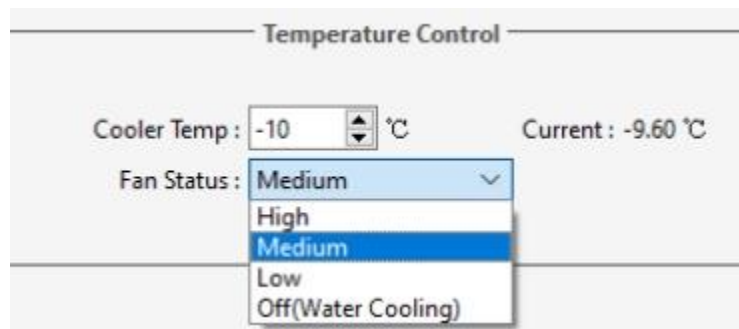 Temperature Control
Cooler Temp : -10 ℃ Current : -9.60 ℃
Fan Status : Medium
High
Medium
Low
Off(Water Cooling)